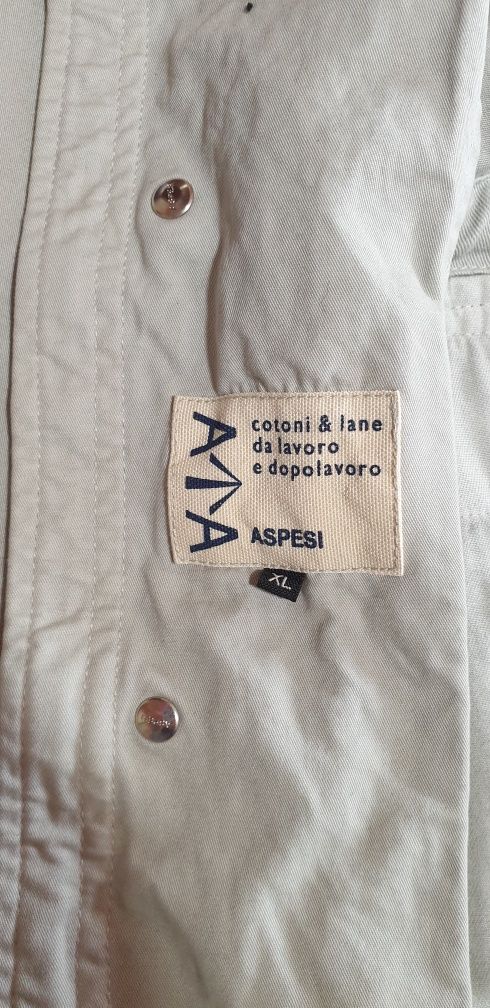 A↑A
cotoni & lane
da lavoro
e dopolavoro
ASPESI
XL